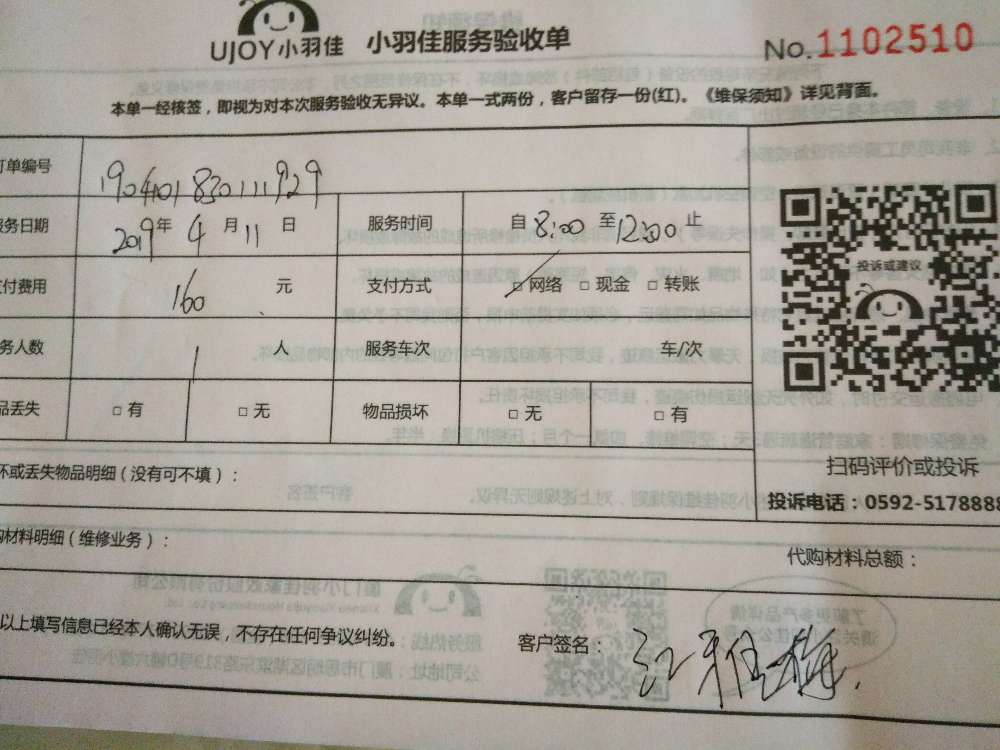 UJOY小羽佳 小羽佳服务验收单 No.1102510
本单一经核签，即视为对本次服务验收无异议。本单一式两份，客户留存一份(红)。《维保须知》详见背面。
订单编号 190410183011929
服务日期 2019年4月11日 服务时间 自8:00至12:00止
支付费用 160元 支付方式 □网络 □现金 □转账
务人数 1人 服务车次 车/次
品丢失 □有 □无 物品损坏 □无 □有
坏或丢失物品明细（没有可不填）：
购材料明细（维修业务）： 代购材料总额：
以上填写信息已经本人确认无误，不存在任何争议纠纷。 客户签名：
投诉或建议
扫码评价或投诉
投诉电话：0592-5178888